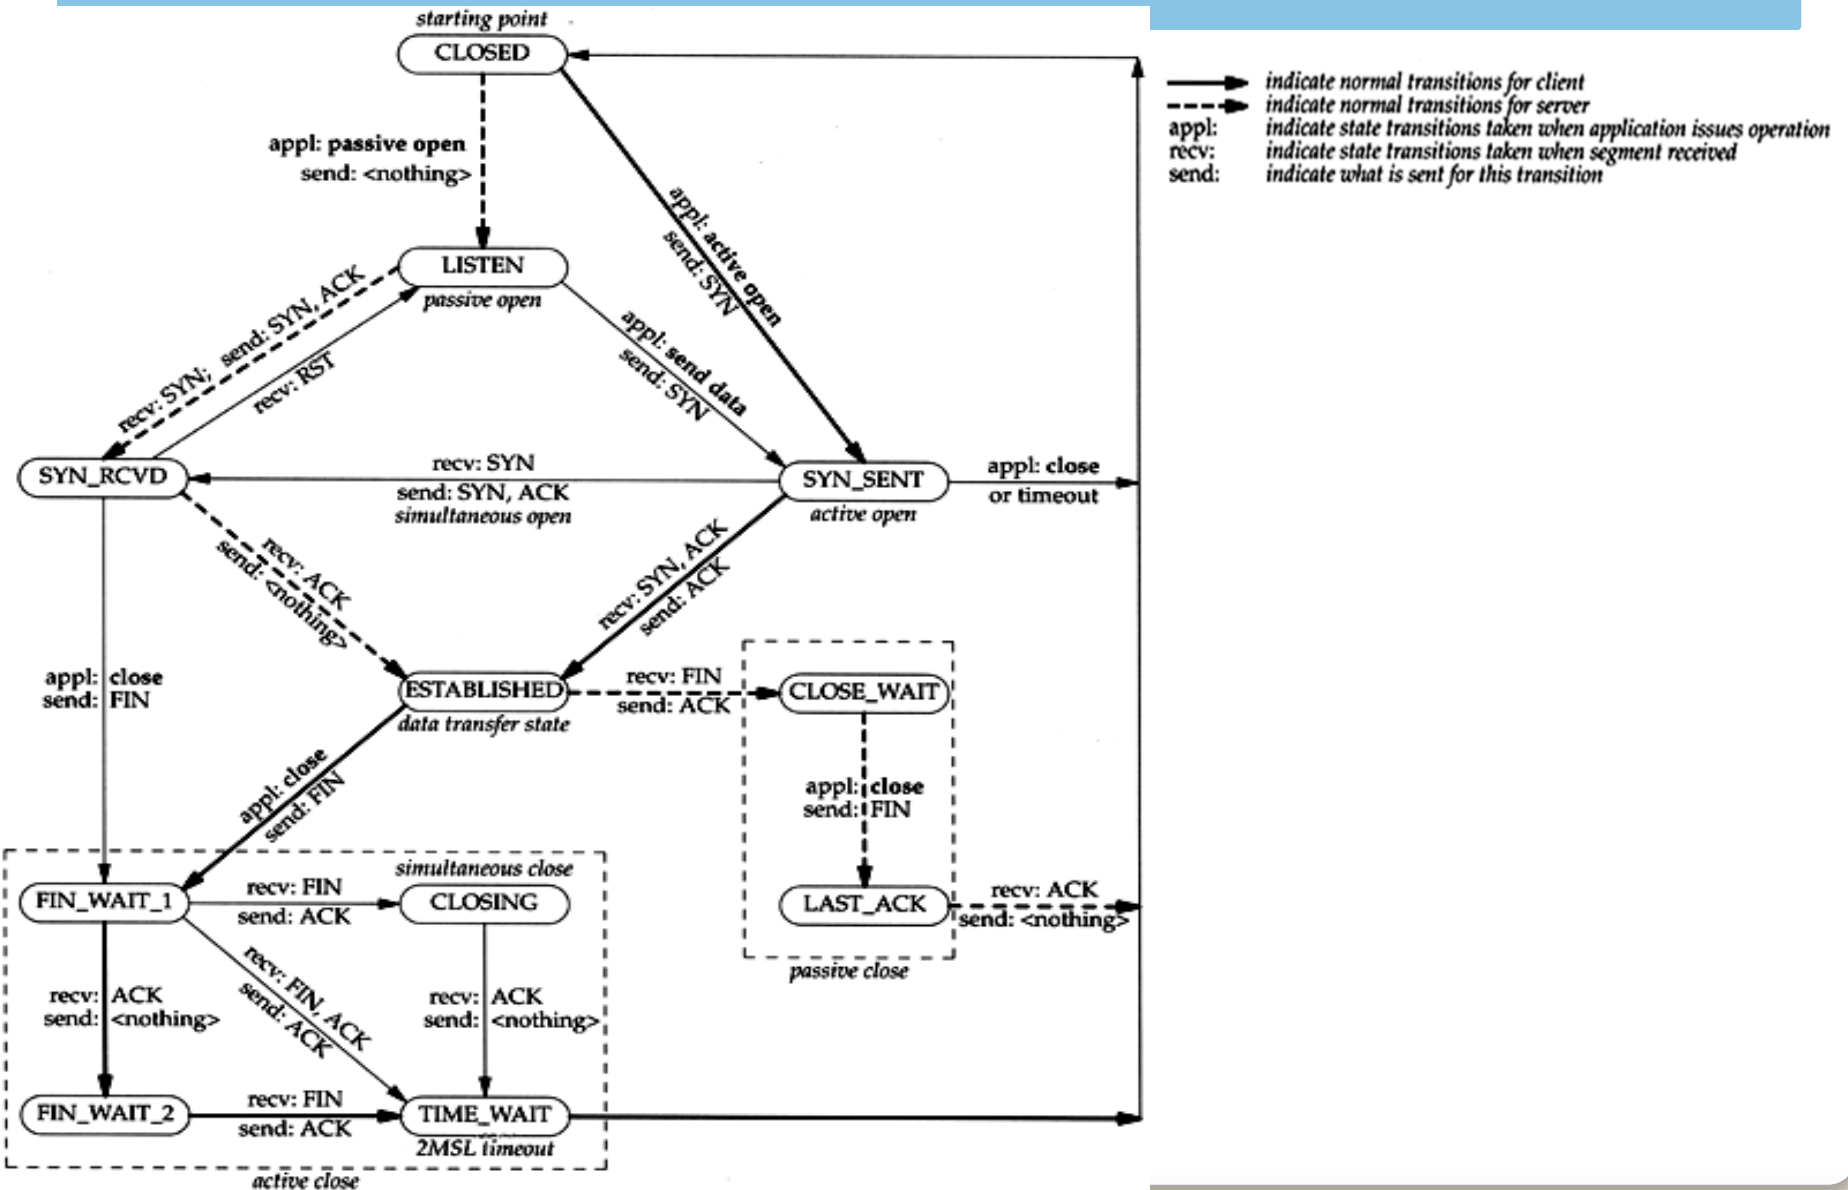 starting point
CLOSED
indicate normal transitions for client
indicate normal transitions for server
appl: indicate state transitions taken when application issues operation
recv: indicate state transitions taken when segment received
send: indicate what is sent for this transition
appl: passive open
send: <nothing>
appl: active open
send: SYN
LISTEN
passive open
recv: SYN; send: SYN, ACK
recv: RST
appl: send data
send: SYN
SYN_RCVD
recv: SYN
send: SYN, ACK
simultaneous open
SYN_SENT
active open
appl: close
or timeout
recv: ACK
send: <nothing>
recv: SYN, ACK
send: ACK
appl: close
send: FIN
ESTABLISHED
data transfer state
recv: FIN
send: ACK
CLOSE_WAIT
appl: close
send: FIN
appl: close
send: FIN
LAST_ACK
recv: ACK
send: <nothing>
passive close
simultaneous close
FIN_WAIT_1
recv: FIN
send: ACK
CLOSING
recv: ACK
send: <nothing>
recv: FIN, ACK
send: ACK
recv: ACK
send: <nothing>
FIN_WAIT_2
recv: FIN
send: ACK
TIME_WAIT
2MSL timeout
active close